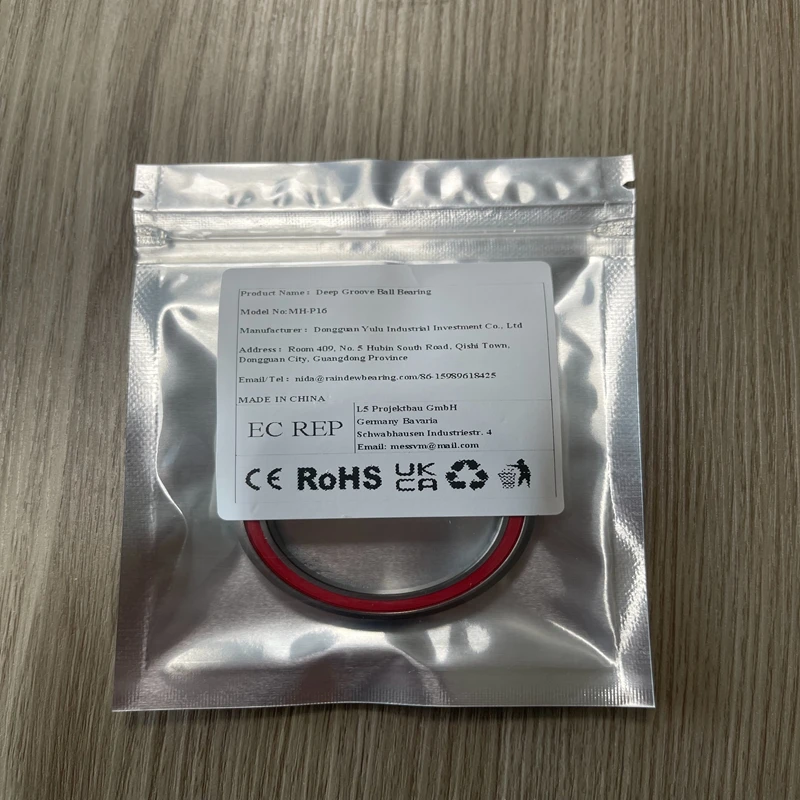 Product Name： Deep Groove Ball Bearing
Model No:MH-P16
Manufacturer： Dongguan Yulu Industrial Investment Co., Ltd
Address： Room 409, No. 5 Hubin South Road, Qishi Town,
Dongguan City, Guangdong Province
Email/Tel： nida@raindewbearing.com/86-15989618425
MADE IN CHINA
EC REP
L5 Projektbau GmbH
Germany Bavaria
Schwabhausen Industriestr. 4
Email: messvm@mail.com
CE RoHS UK
CA